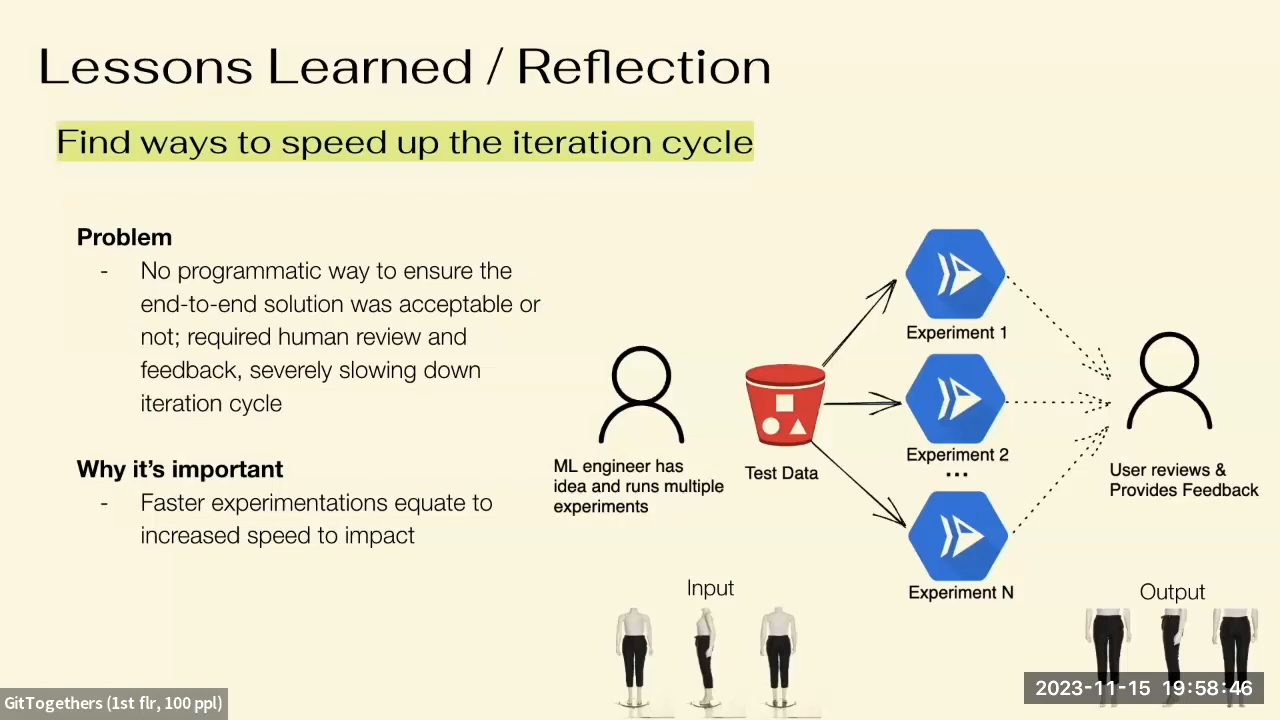 Lessons Learned / Reflection
Find ways to speed up the iteration cycle
Problem
- No programmatic way to ensure the
end-to-end solution was acceptable or
not; required human review and
feedback, severely slowing down
iteration cycle
Why it's important
- Faster experimentations equate to
increased speed to impact
ML engineer has
idea and runs multiple
experiments
Test Data
Experiment 1
Experiment 2
...
Experiment N
User reviews &
Provides Feedback
Input
Output
GitTogethers (1st flr, 100 ppl)
2023-11-15 19:58:46